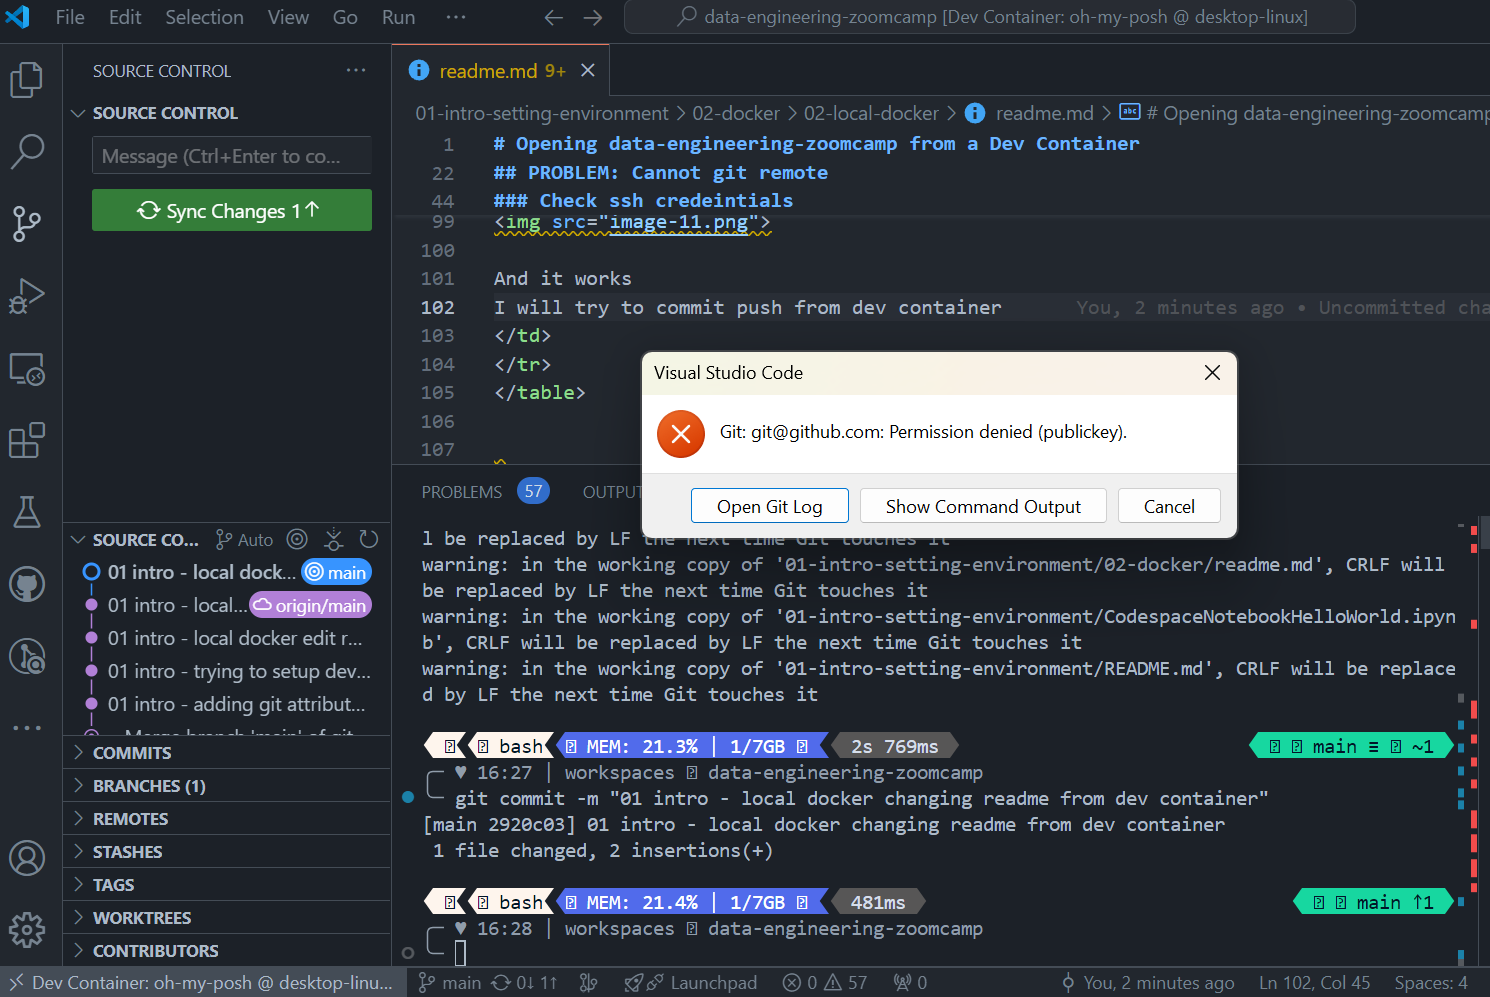 File Edit Selection View Go Run ··· data-engineering-zoomcamp [Dev Container: oh-my-posh @ desktop-linux]
SOURCE CONTROL ···
SOURCE CONTROL
Message (Ctrl+Enter to co...
Sync Changes 1↑
SOURCE CO... Auto
01 intro - local dock... main
01 intro - local... origin/main
01 intro - local docker edit r...
01 intro - trying to setup dev...
01 intro - adding git attribut...
Merge branch 'main' of git
COMMITS
BRANCHES (1)
REMOTES
STASHES
TAGS
WORKTREES
CONTRIBUTORS
readme.md 9+
01-intro-setting-environment > 02-docker > 02-local-docker > readme.md > # Opening data-engineering-zoomcamp
1 # Opening data-engineering-zoomcamp from a Dev Container
22 ## PROBLEM: Cannot git remote
44 ### Check ssh credeintials
99 <img src="image-11.png">
100
101 And it works
102 I will try to commit push from dev container You, 2 minutes ago • Uncommitted cha
103 </td>
104 </tr>
105 </table>
106
107
Visual Studio Code
Git: git@github.com: Permission denied (publickey).
Open Git Log Show Command Output Cancel
PROBLEMS 57 OUTPU
l be replaced by LF the next time Git touches it
warning: in the working copy of '01-intro-setting-environment/02-docker/readme.md', CRLF will
be replaced by LF the next time Git touches it
warning: in the working copy of '01-intro-setting-environment/CodespaceNotebookHelloWorld.ipyn
b', CRLF will be replaced by LF the next time Git touches it
warning: in the working copy of '01-intro-setting-environment/README.md', CRLF will be replace
d by LF the next time Git touches it
bash MEM: 21.3% | 1/7GB 2s 769ms main ≡ ~1
♥ 16:27 | workspaces data-engineering-zoomcamp
git commit -m "01 intro - local docker changing readme from dev container"
[main 2920c03] 01 intro - local docker changing readme from dev container
1 file changed, 2 insertions(+)
bash MEM: 21.4% | 1/7GB 481ms main ↑1
♥ 16:28 | workspaces data-engineering-zoomcamp
Dev Container: oh-my-posh @ desktop-linu... main 0↓ 1↑ Launchpad 0 57 0 You, 2 minutes ago Ln 102, Col 45 Spaces: 4